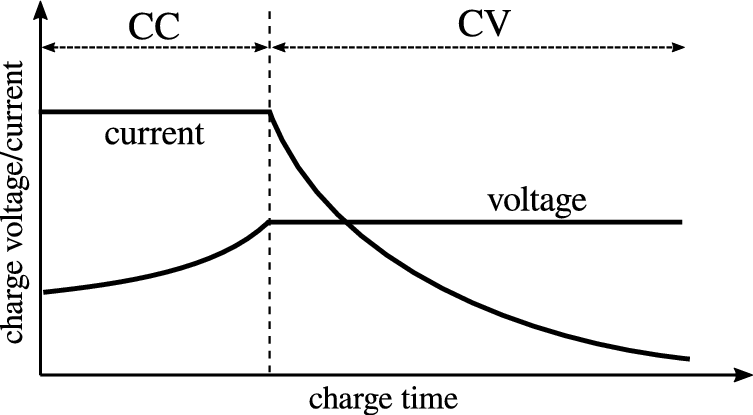 CC
CV
charge voltage/current
current
voltage
charge time